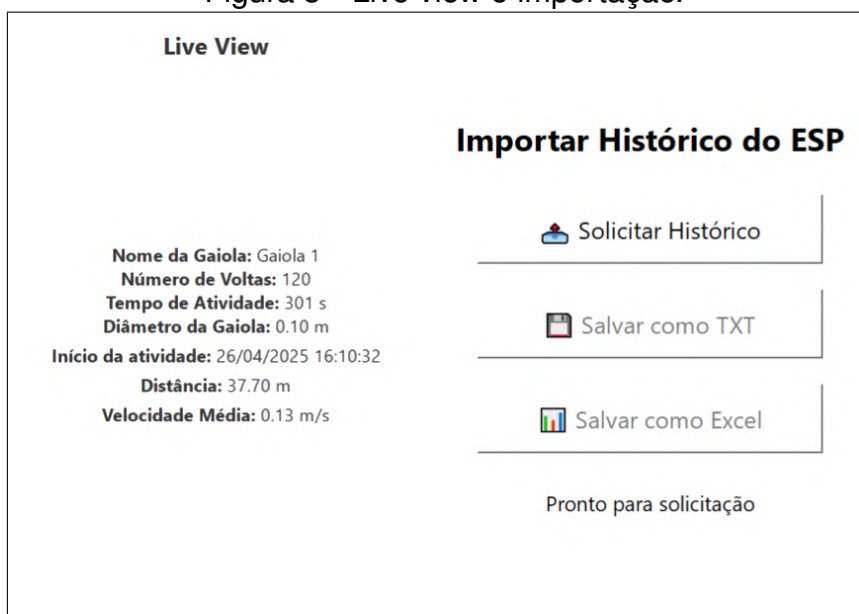 Live View
Importar Histórico do ESP
Nome da Gaiola: Gaiola 1
Número de Voltas: 120
Tempo de Atividade: 301 s
Diâmetro da Gaiola: 0.10 m
Início da atividade: 26/04/2025 16:10:32
Distância: 37.70 m
Velocidade Média: 0.13 m/s
Solicitar Histórico
Salvar como TXT
Salvar como Excel
Pronto para solicitação